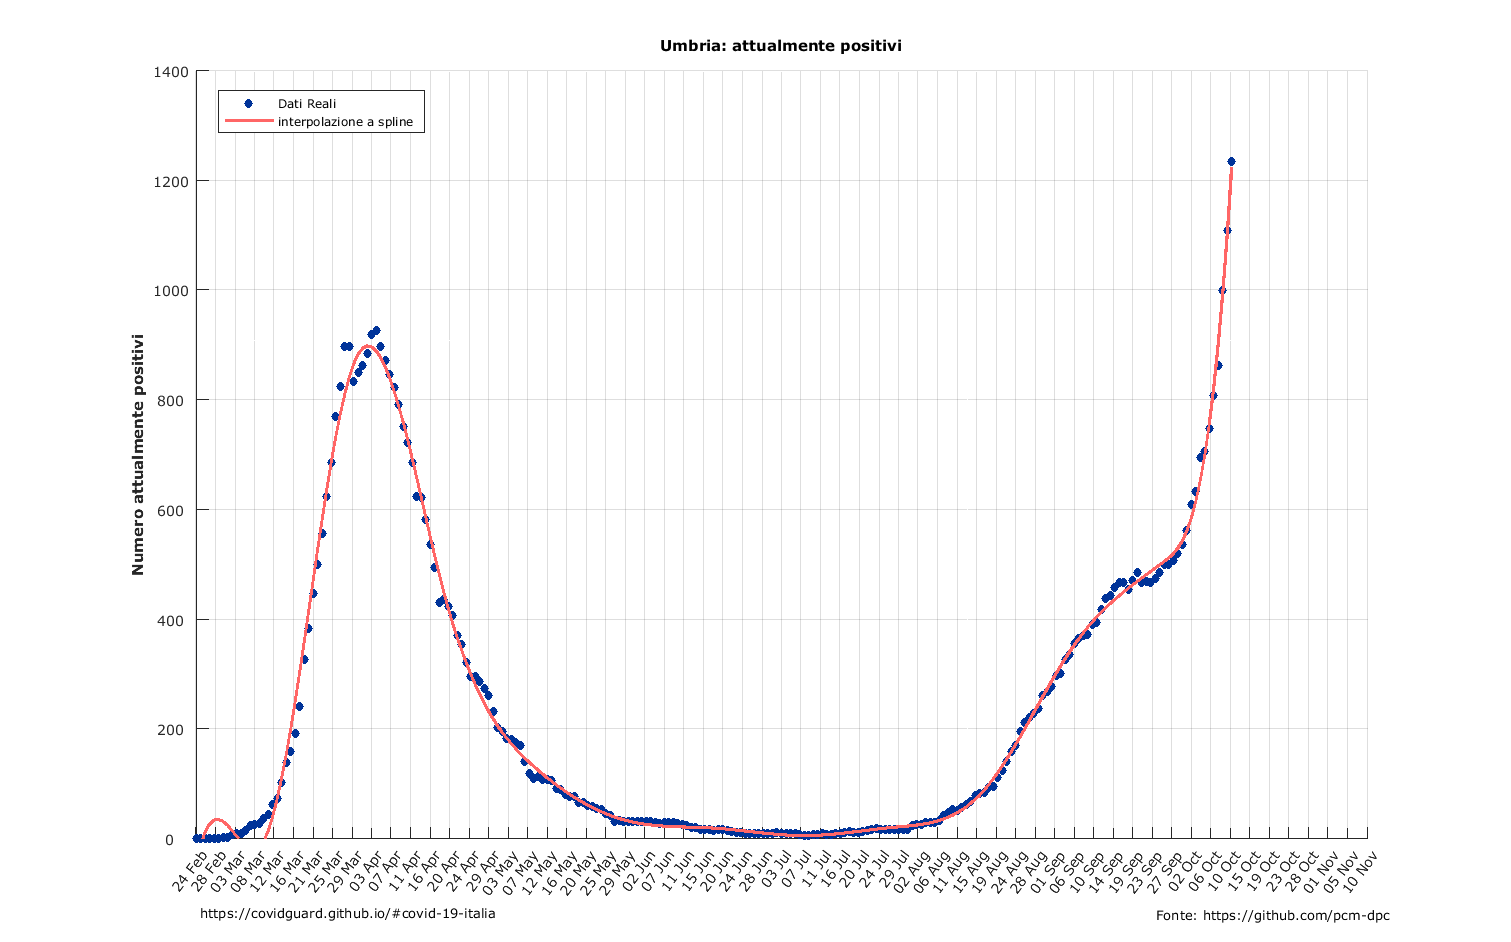 Umbria: attualmente positivi
Dati Reali
interpolazione a spline
Numero attualmente positivi
1400
1200
1000
800
600
400
200
0
24 Feb
28 Feb
03 Mar
08 Mar
12 Mar
16 Mar
21 Mar
25 Mar
29 Mar
03 Apr
07 Apr
11 Apr
16 Apr
20 Apr
24 Apr
29 Apr
03 May
07 May
12 May
16 May
20 May
25 May
29 May
02 Jun
07 Jun
11 Jun
15 Jun
20 Jun
24 Jun
28 Jun
03 Jul
07 Jul
11 Jul
16 Jul
20 Jul
24 Jul
29 Jul
02 Aug
06 Aug
11 Aug
15 Aug
19 Aug
24 Aug
28 Aug
01 Sep
06 Sep
10 Sep
14 Sep
19 Sep
23 Sep
27 Sep
02 Oct
06 Oct
10 Oct
15 Oct
19 Oct
23 Oct
28 Oct
01 Nov
05 Nov
10 Nov
https://covidguard.github.io/#covid-19-italia
Fonte: https://github.com/pcm-dpc